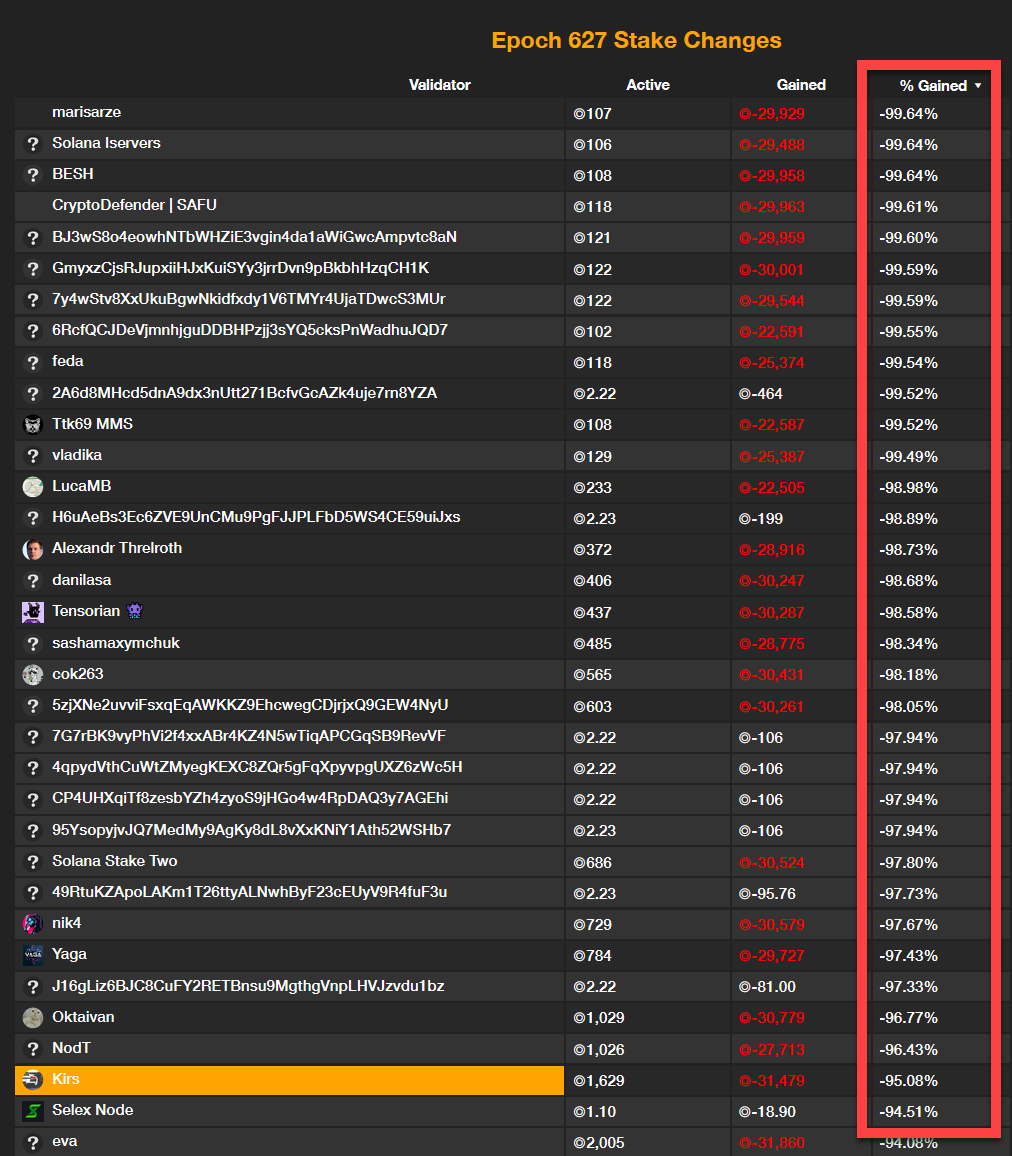 Epoch 627 Stake Changes
Validator Active Gained % Gained ▼
marisarze ◎107 ◎-29,929 -99.64%
? Solana Iservers ◎106 ◎-29,488 -99.64%
? BESH ◎108 ◎-29,958 -99.64%
CryptoDefender | SAFU ◎118 ◎-29,963 -99.61%
? BJ3wS8o4eowhNTbWHZiE3vgin4da1aWiGwcAmpvtc8aN ◎121 ◎-29,959 -99.60%
? GmyxzCjsRJupxiiHJxKuiSYy3jrrDvn9pBkbhHzqCH1K ◎122 ◎-30,001 -99.59%
? 7y4wStv8XxUkuBgwNkidfxdy1V6TMYr4UjaTDwcS3MUr ◎122 ◎-29,544 -99.59%
? 6RcfQCJDeVjmnhjguDDBHPzjj3sYQ5cksPnWadhuJQD7 ◎102 ◎-22,591 -99.55%
? feda ◎118 ◎-25,374 -99.54%
? 2A6d8MHcd5dnA9dx3nUtt271BcfvGcAZk4uje7rn8YZA ◎2.22 ◎-464 -99.52%
Ttk69 MMS ◎108 ◎-22,587 -99.52%
? vladika ◎129 ◎-25,387 -99.49%
LucaMB ◎233 ◎-22,505 -98.98%
? H6uAeBs3Ec6ZVE9UnCMu9PgFJJPLFbD5WS4CE59uiJxs ◎2.23 ◎-199 -98.89%
Alexandr Threlroth ◎372 ◎-28,916 -98.73%
? danilasa ◎406 ◎-30,247 -98.68%
Tensorian ◎437 ◎-30,287 -98.58%
? sashamaxymchuk ◎485 ◎-28,775 -98.34%
cok263 ◎565 ◎-30,431 -98.18%
? 5zjXNe2uvviFsxqEqAWKKZ9EhcwegCDjrjxQ9GEW4NyU ◎603 ◎-30,261 -98.05%
? 7G7rBK9vyPhVi2f4xxABr4KZ4N5wTiqAPCGqSB9RevVF ◎2.22 ◎-106 -97.94%
? 4qpydVthCuWtZMyegKEXC8ZQr5gFqXpyvpgUXZ6zWc5H ◎2.22 ◎-106 -97.94%
? CP4UHXqiTf8zesbYZh4zyoS9jHGo4w4RpDAQ3y7AGEhi ◎2.22 ◎-106 -97.94%
? 95YsopyjvJQ7MedMy9AgKy8dL8vXxKNiY1Ath52WSHb7 ◎2.23 ◎-106 -97.94%
? Solana Stake Two ◎686 ◎-30,524 -97.80%
? 49RtuKZApoLAKm1T26ttyALNwhByF23cEUyV9R4fuF3u ◎2.23 ◎-95.76 -97.73%
nik4 ◎729 ◎-30,579 -97.67%
Yaga ◎784 ◎-29,727 -97.43%
? J16gLiz6BJC8CuFY2RETBnsu9MgthgVnpLHVJzvdu1bz ◎2.22 ◎-81.00 -97.33%
Oktaivan ◎1,029 ◎-30,779 -96.77%
? NodT ◎1,026 ◎-27,713 -96.43%
Kirs ◎1,629 ◎-31,479 -95.08%
Selex Node ◎1.10 ◎-18.90 -94.51%
? eva ◎2,005 ◎-31,860 -94.08%